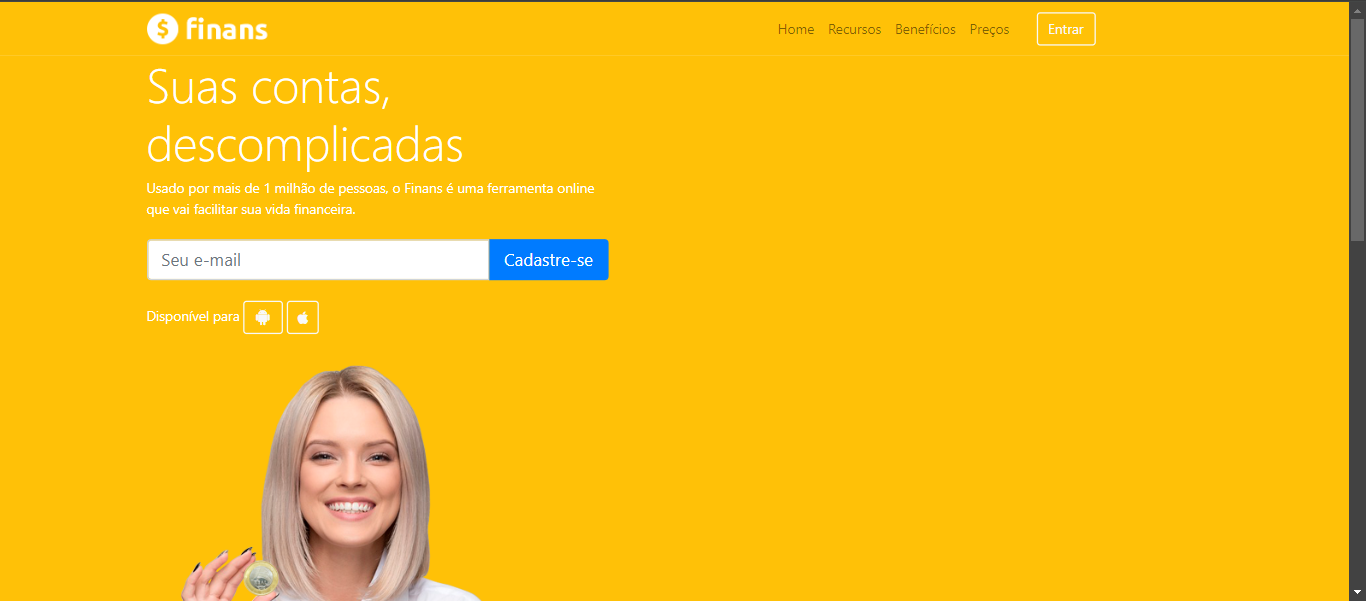 $ finans
Home Recursos Benefícios Preços Entrar
Suas contas,
descomplicadas
Usado por mais de 1 milhão de pessoas, o Finans é uma ferramenta online
que vai facilitar sua vida financeira.
Seu e-mail Cadastre-se
Disponível para